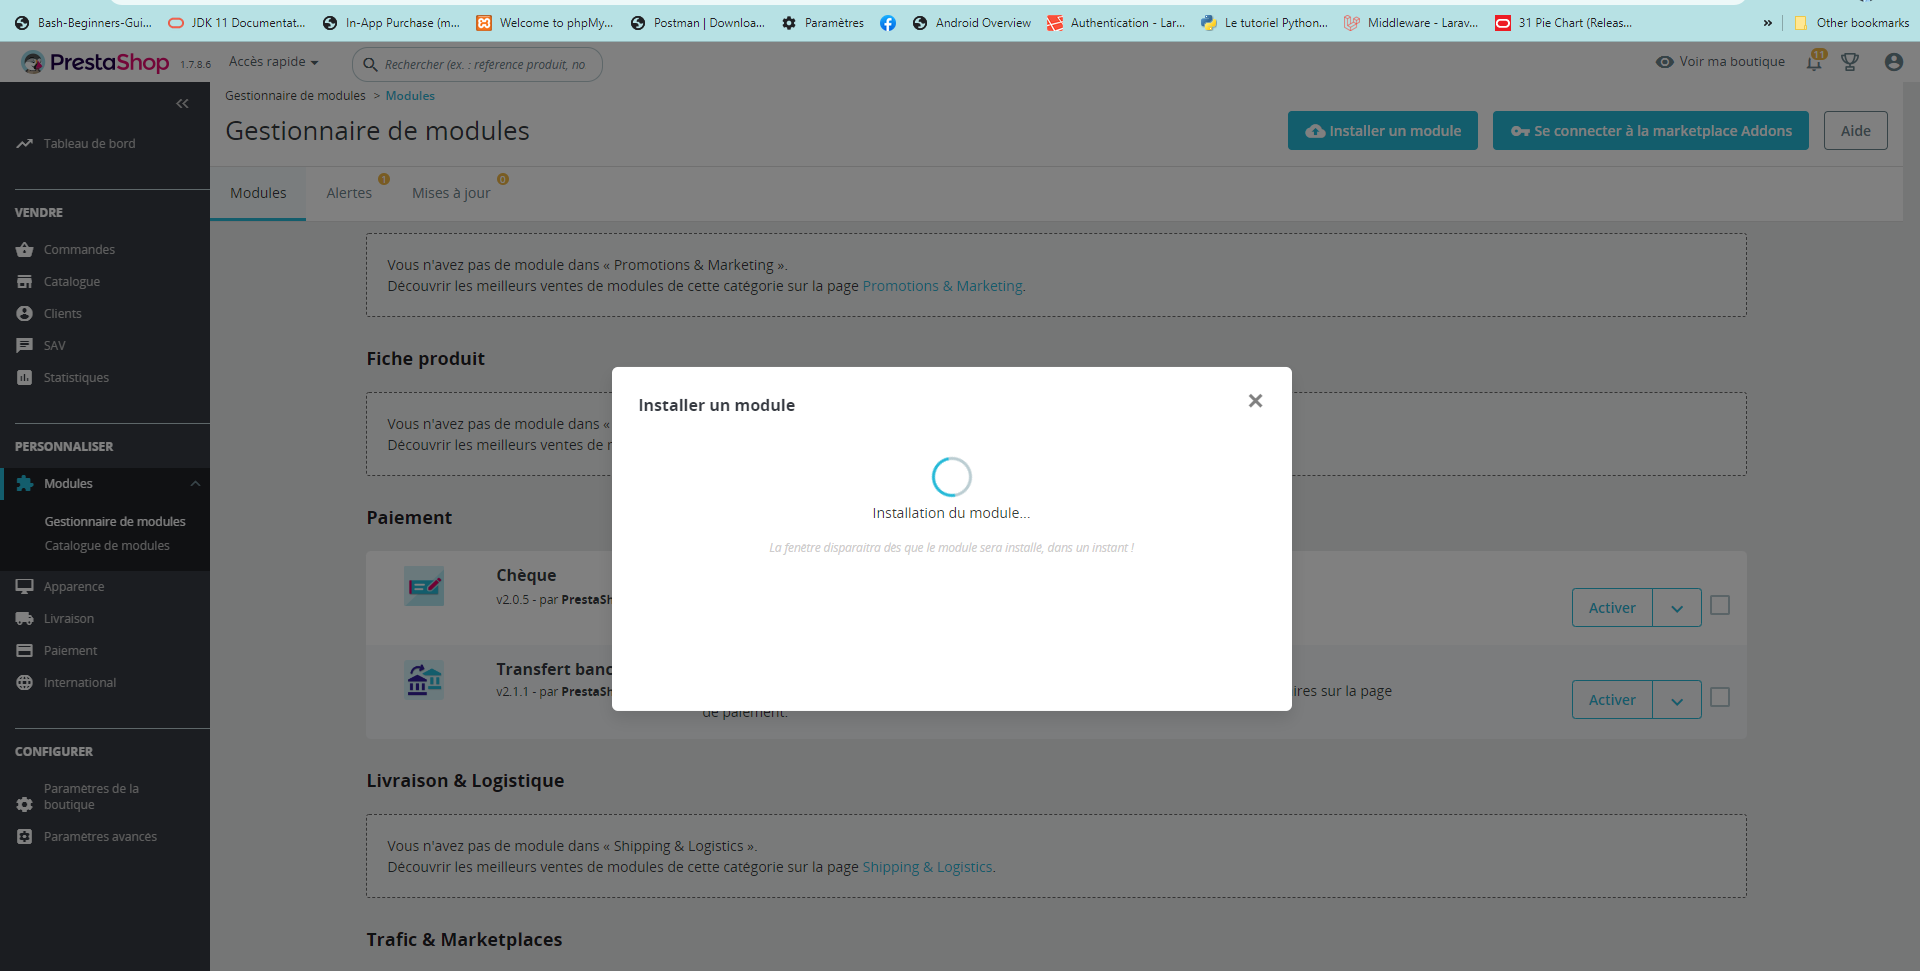 Bash-Beginners-Gui...
JDK 11 Documentat...
In-App Purchase (m...
Welcome to phpMy...
Postman | Downloa...
Paramètres
Android Overview
Authentication - Lar...
Le tutoriel Python...
Middleware - Larav...
31 Pie Chart (Releas...
»
Other bookmarks
PrestaShop
1.7.8.6
Accès rapide
Rechercher (ex. : référence produit, no
Voir ma boutique
11
Tableau de bord
VENDRE
Commandes
Catalogue
Clients
SAV
Statistiques
PERSONNALISER
Modules
Gestionnaire de modules
Catalogue de modules
Apparence
Livraison
Paiement
International
CONFIGURER
Paramètres de la
boutique
Paramètres avancés
Gestionnaire de modules > Modules
Gestionnaire de modules
Installer un module
Se connecter à la marketplace Addons
Aide
Modules
Alertes
1
Mises à jour
0
Vous n'avez pas de module dans « Promotions & Marketing ».
Découvrir les meilleurs ventes de modules de cette catégorie sur la page Promotions & Marketing.
Fiche produit
Vous n'avez pas de module dans «
Découvrir les meilleurs ventes de
Installer un module
Installation du module...
La fenêtre disparaitra dès que le module sera installé, dans un instant !
Paiement
Chèque
v2.0.5 - par PrestaSh
Activer
Transfert banc
v2.1.1 - par PrestaSh
ires sur la page
de paiement.
Activer
Livraison & Logistique
Vous n'avez pas de module dans « Shipping & Logistics ».
Découvrir les meilleurs ventes de modules de cette catégorie sur la page Shipping & Logistics.
Trafic & Marketplaces